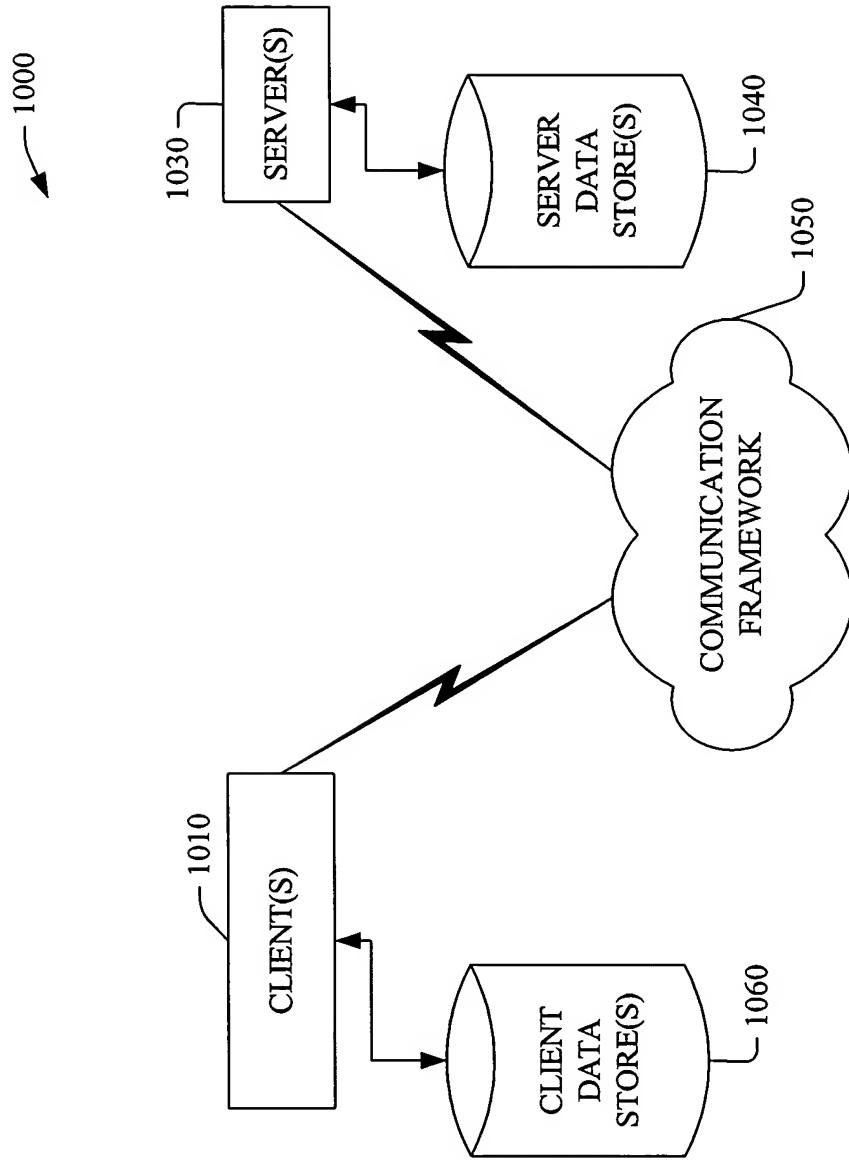 1000
1010
CLIENT(S)
1030
SERVER(S)
CLIENT
DATA
STORE(S)
1060
SERVER
DATA
STORE(S)
1040
COMMUNICATION
FRAMEWORK
1050